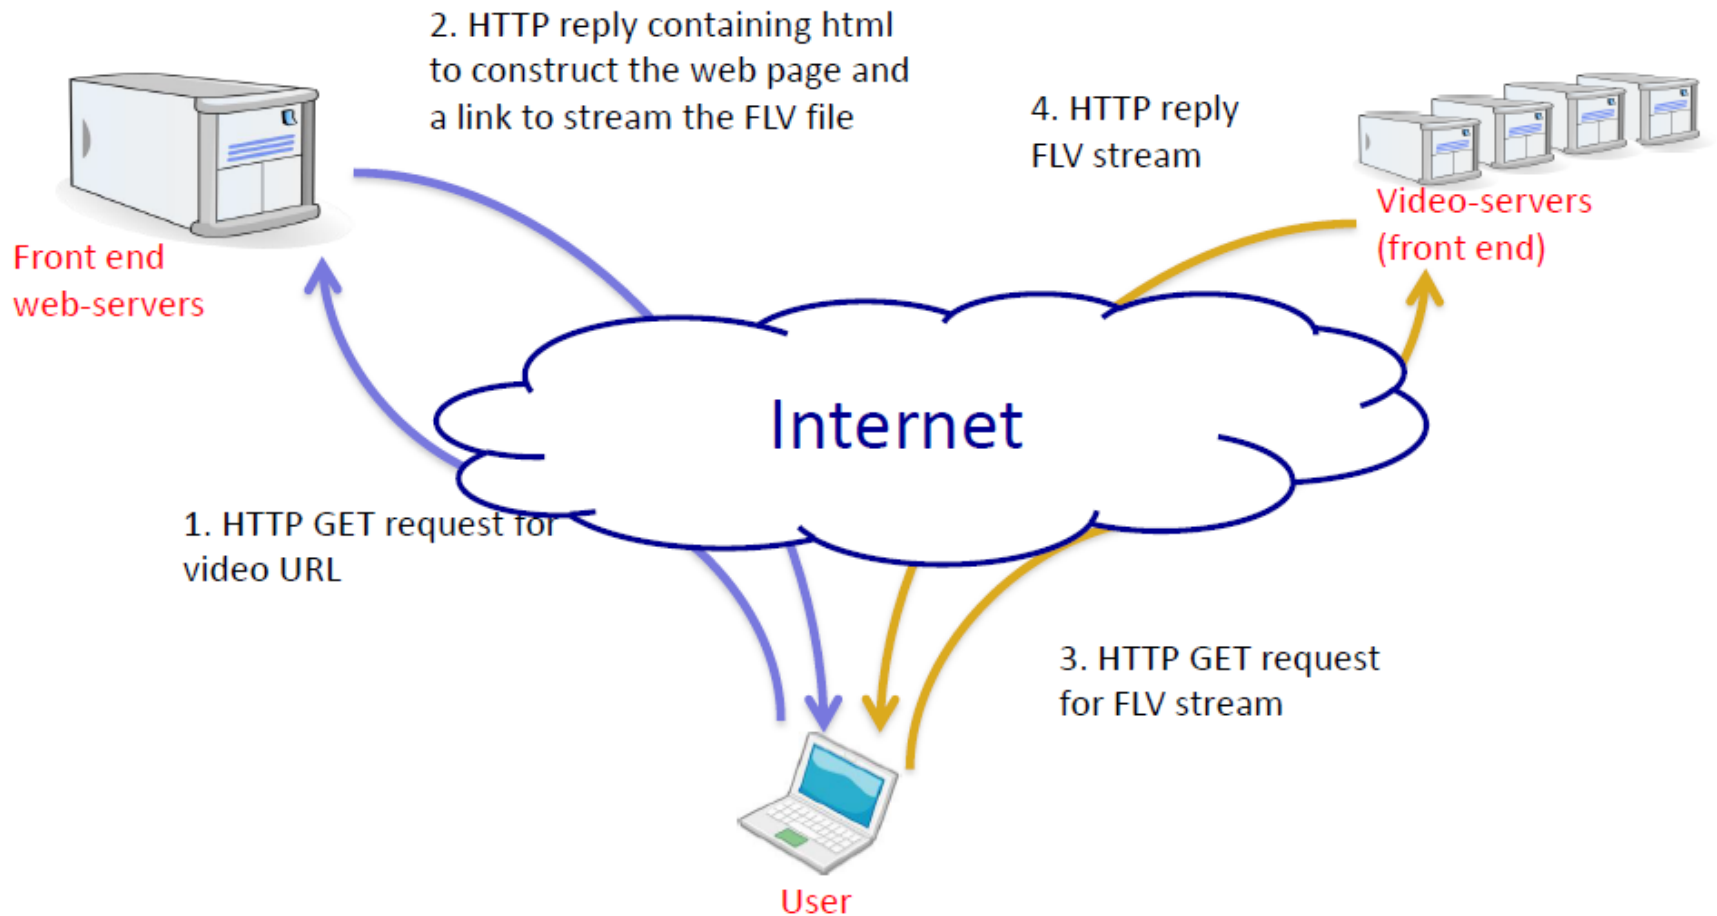 2. HTTP reply containing html
to construct the web page and
a link to stream the FLV file
4. HTTP reply
FLV stream
Video-servers
(front end)
Front end
web-servers
Internet
1. HTTP GET request for
video URL
3. HTTP GET request
for FLV stream
User